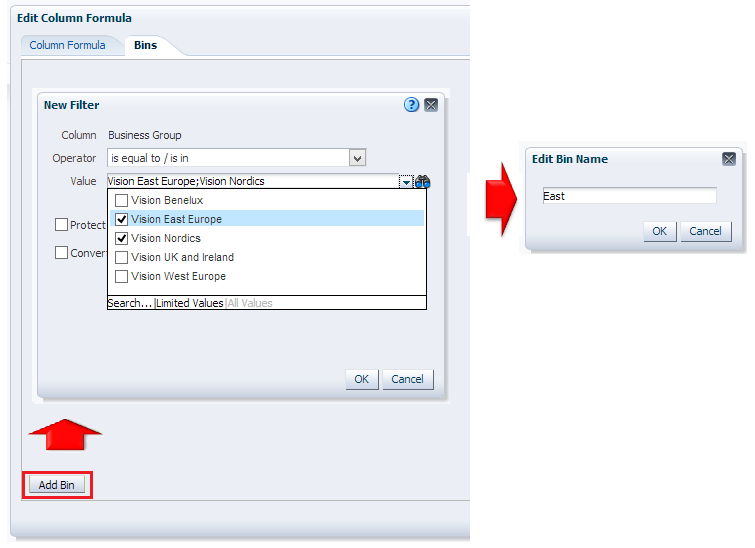 Edit Column Formula
Column Formula Bins
New Filter
?
Column Business Group
Operator is equal to / is in
Value Vision East Europe;Vision Nordics
Vision Benelux
Vision East Europe
Vision Nordics
Vision UK and Ireland
Vision West Europe
Protect
Conver
Search...|Limited Values|All Values
OK Cancel
Add Bin
Edit Bin Name
East
OK Cancel